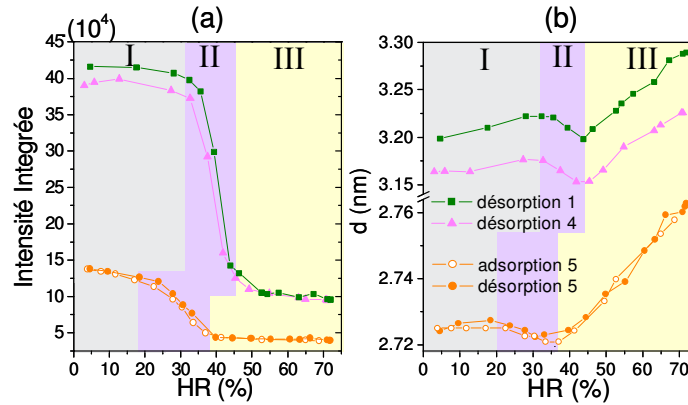 (a)
(b)
(10⁴)
I
II
III
I
II
III
45
40
35
30
25
20
15
10
5
Intensité Integrée
0 10 20 30 40 50 60 70
HR (%)
3.30
3.25
3.20
3.15
2.76
2.74
2.72
d (nm)
désorption 1
désorption 4
adsorption 5
désorption 5
0 10 20 30 40 50 60 70
HR (%)